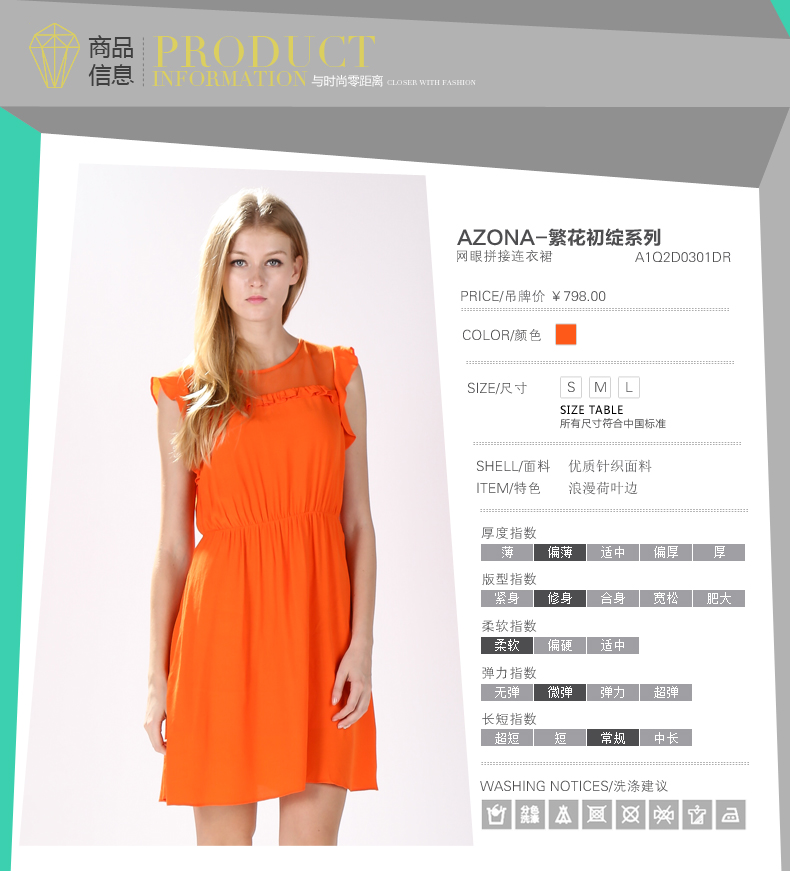 商品
信息
PRODUCT
INFORMATION 与时尚零距离 CLOSER WITH FASHION
AZONA-繁花初绽系列
网眼拼接连衣裙 A1Q2D0301DR
PRICE/吊牌价 ¥798.00
COLOR/颜色
SIZE/尺寸 S M L
SIZE TABLE
所有尺寸符合中国标准
SHELL/面料 优质针织面料
ITEM/特色 浪漫荷叶边
厚度指数
薄 偏薄 适中 偏厚 厚
版型指数
紧身 修身 合身 宽松 肥大
柔软指数
柔软 偏硬 适中
弹力指数
无弹 微弹 弹力 超弹
长短指数
超短 短 常规 中长
WASHING NOTICES/洗涤建议
分色
洗涤